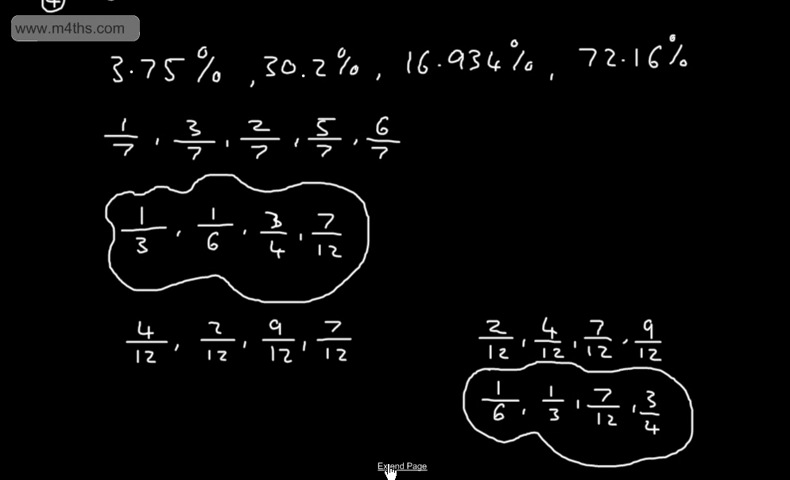 4
www.m4ths.com
3.75%, 30.2%, 16.934%, 72.16%
1/7, 3/7, 2/7, 5/7, 6/7
1/3, 1/6, 3/4, 7/12
4/12, 2/12, 9/12, 7/12
2/12, 4/12, 7/12, 9/12
1/6, 1/3, 7/12, 3/4
Extend Page